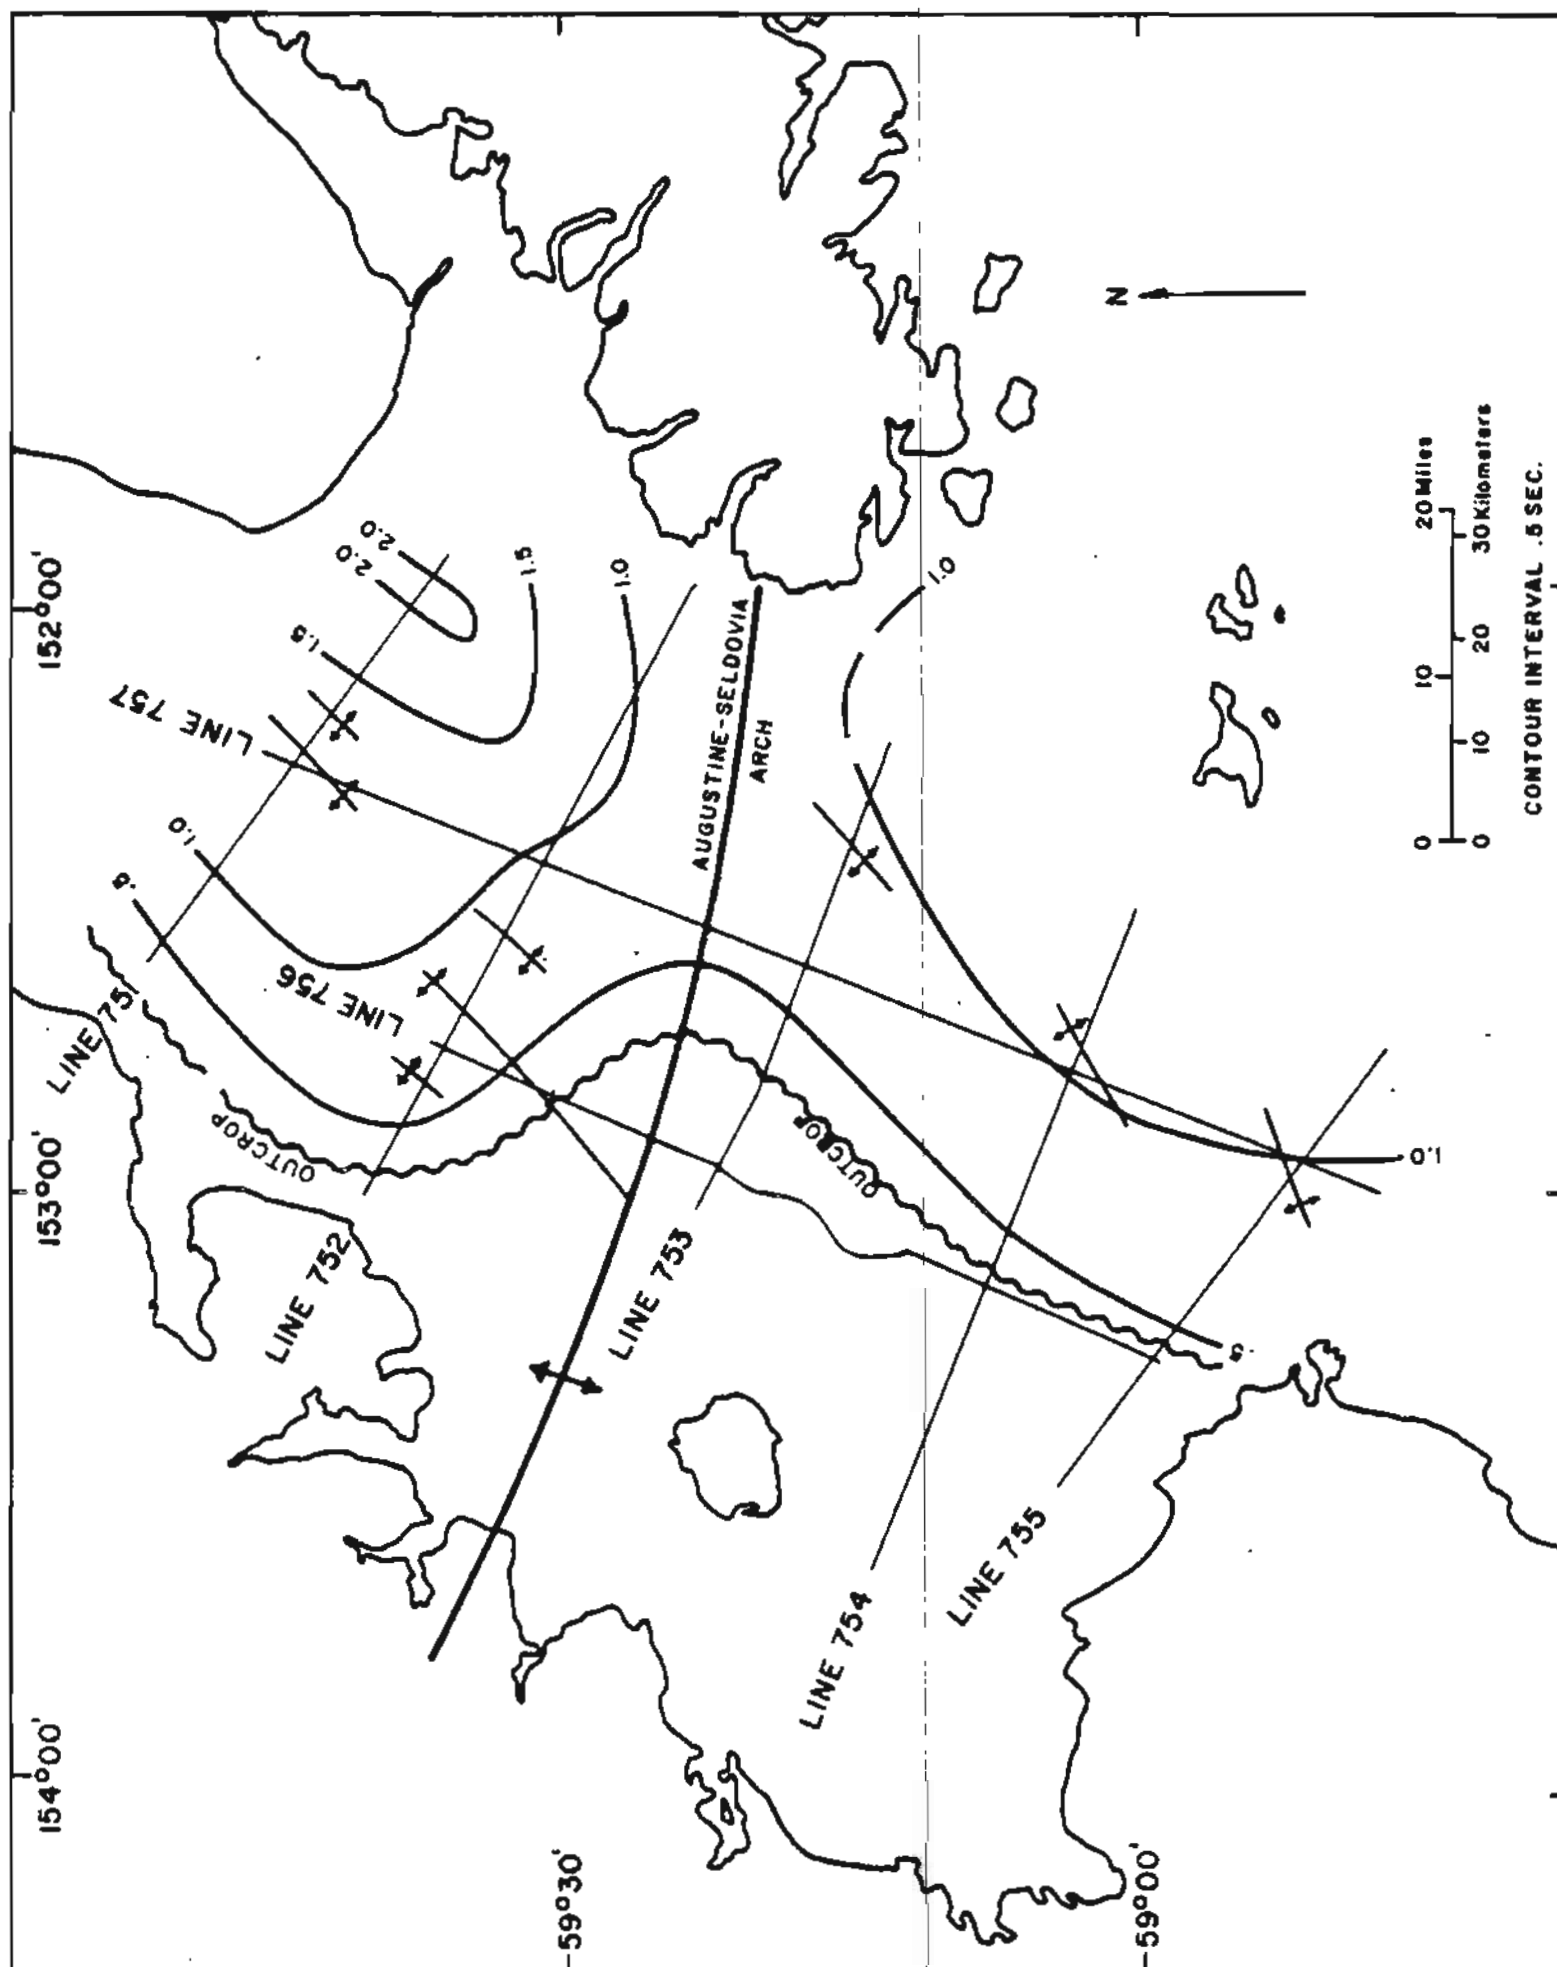 154°00'
153°00'
152°00'
59°30'
59°00'
LINE 751
LINE 752
LINE 753
LINE 754
LINE 755
LINE 756
LINE 757
OUTCROP
OUTCROP
AUGUSTINE-SELDOVIA
ARCH
.5
1.0
1.5
2.0
2.0
1.5
1.0
1.0
0.1
.5
N
0 10 20 Miles
0 10 20 30 Kilometers
CONTOUR INTERVAL .5 SEC.